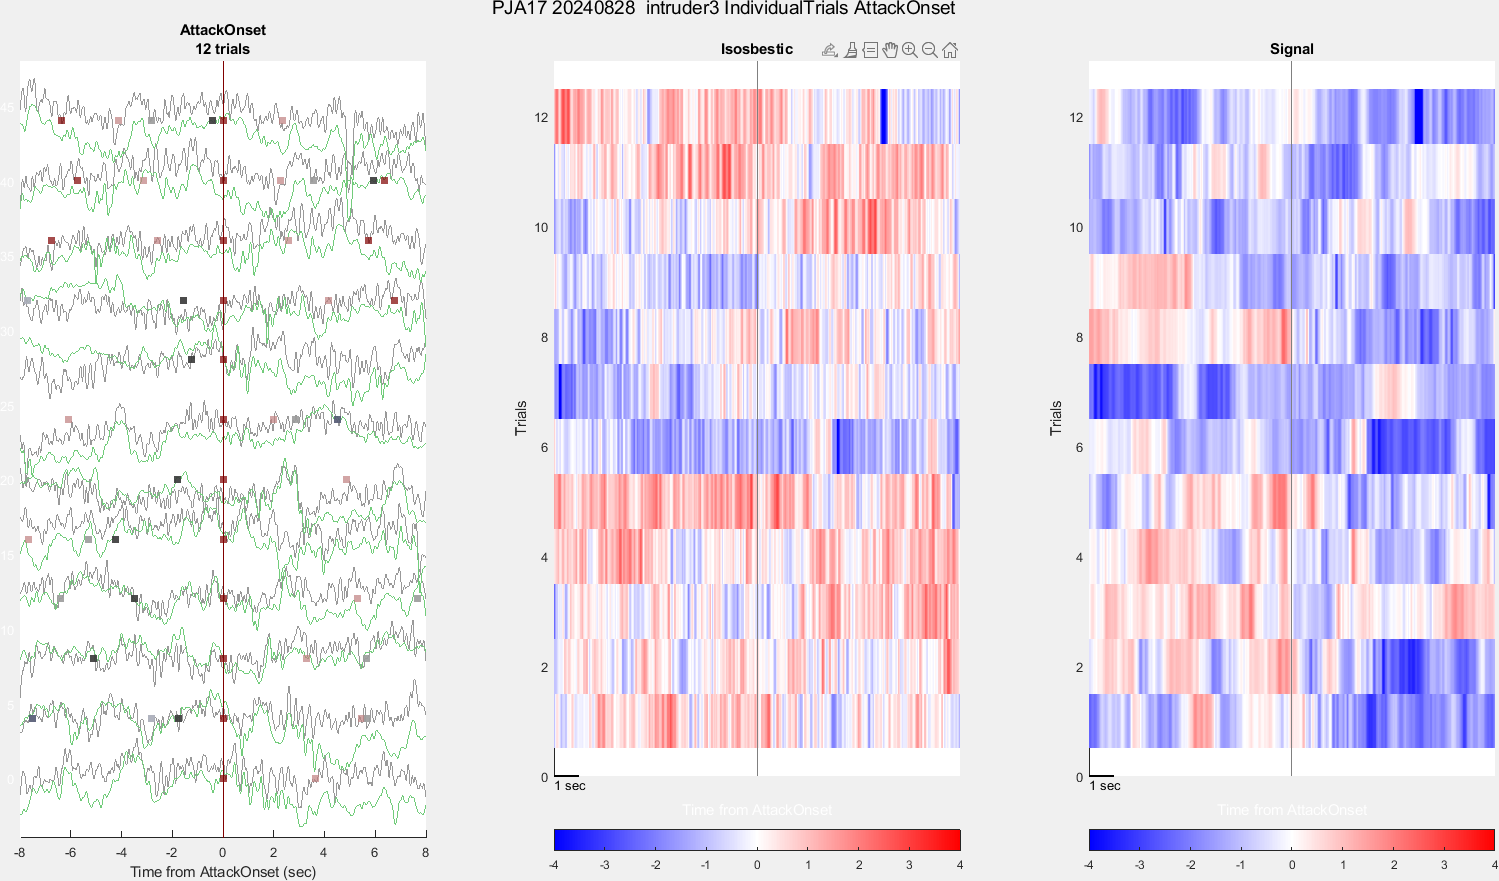 PJA17 20240828  intruder3 IndividualTrials AttackOnset
AttackOnset
12 trials
45
40
35
30
25
20
15
10
5
0
-8 -6 -4 -2 0 2 4 6 8
Time from AttackOnset (sec)
Isosbestic
Trials
12
10
8
6
4
2
0
1 sec
Time from AttackOnset
-4 -3 -2 -1 0 1 2 3 4
Signal
Trials
12
10
8
6
4
2
0
1 sec
Time from AttackOnset
-4 -3 -2 -1 0 1 2 3 4